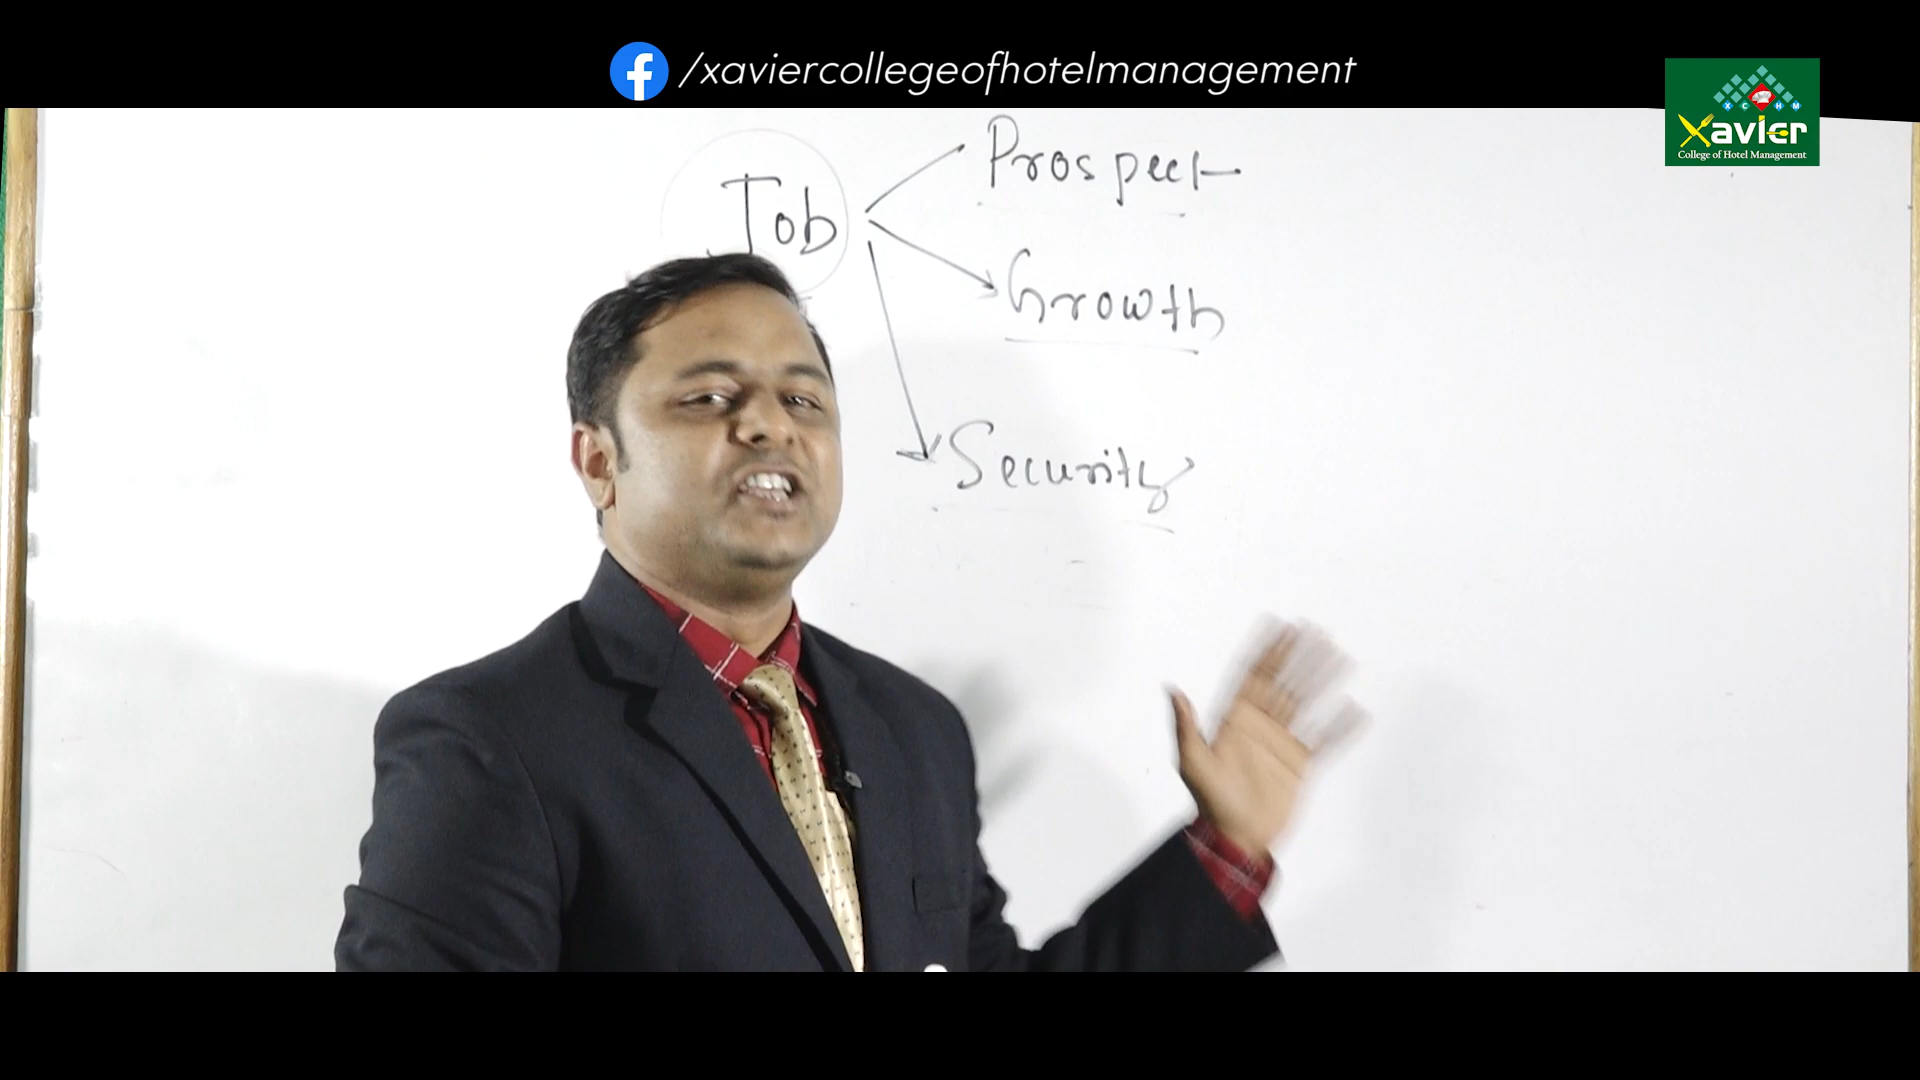 /xaviercollegeofhotelmanagement
X C H M
Xavier
College of Hotel Management
Job
Prospect
Growth
Security